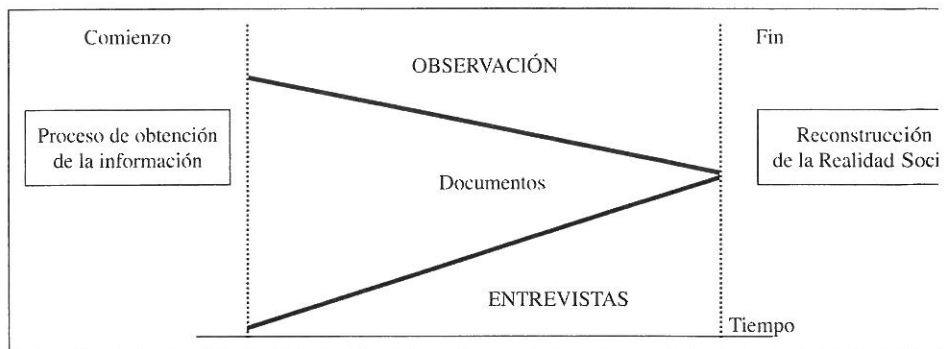 Comienzo
Fin
OBSERVACIÓN
Proceso de obtención
de la información
Reconstrucción
de la Realidad Soci
Documentos
ENTREVISTAS
Tiempo